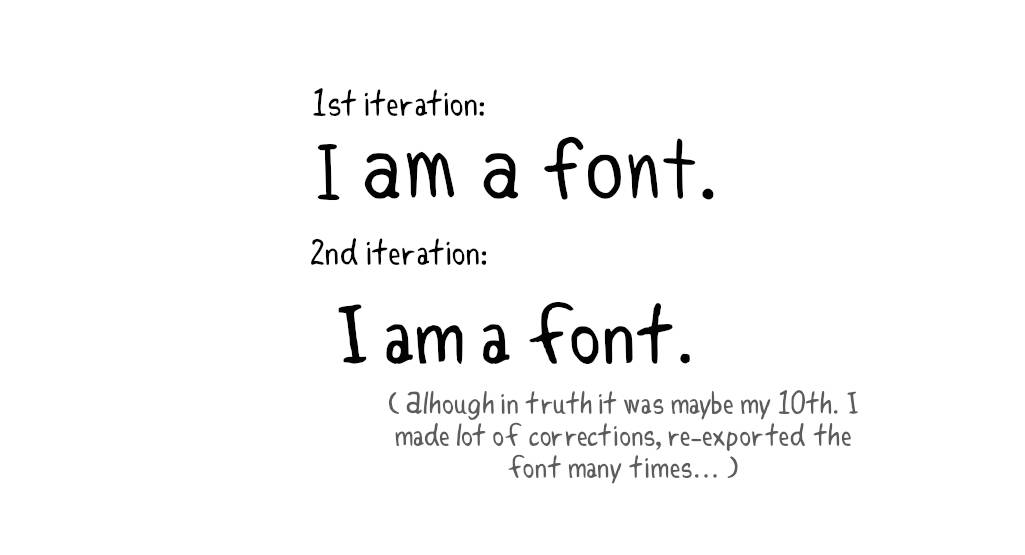 1st iteration:
I am a font.
2nd iteration:
I am a font.
( alhough in truth it was maybe my 10th. I
made lot of corrections, re-exported the
font many times... )